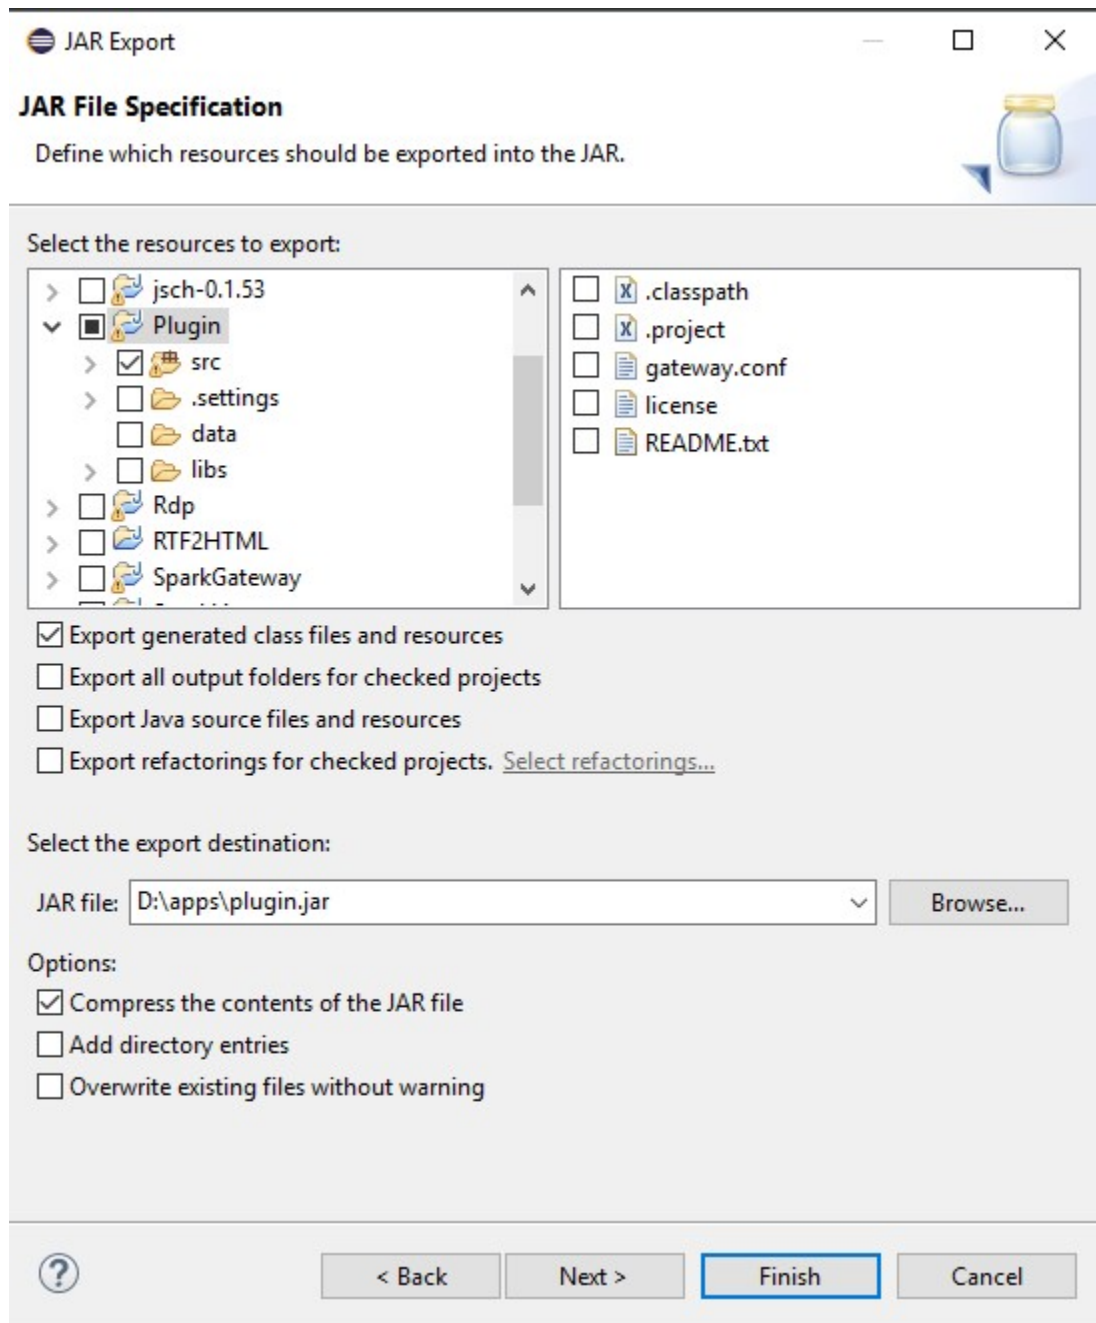 JAR Export
JAR File Specification
Define which resources should be exported into the JAR.
Select the resources to export:
jsch-0.1.53
Plugin
src
.settings
data
libs
Rdp
RTF2HTML
SparkGateway
.classpath
.project
gateway.conf
license
README.txt
Export generated class files and resources
Export all output folders for checked projects
Export Java source files and resources
Export refactorings for checked projects. Select refactorings...
Select the export destination:
JAR file: D:\apps\plugin.jar Browse...
Options:
Compress the contents of the JAR file
Add directory entries
Overwrite existing files without warning
? < Back Next > Finish Cancel